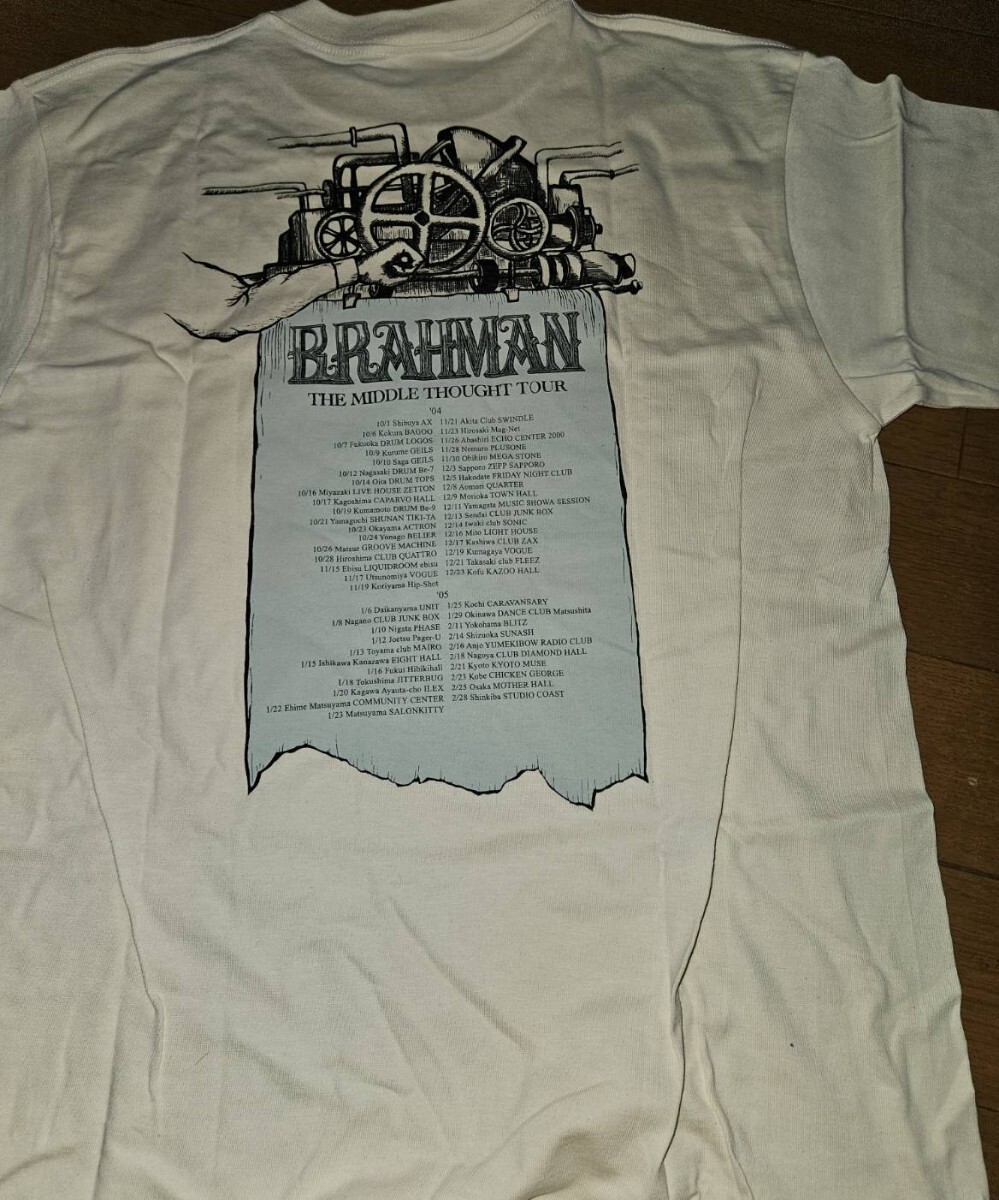 BRAHMAN
THE MIDDLE THOUGHT TOUR
'04
10/1 Shibuya AX
10/6 Kokura BAGOO
10/7 Fukuoka DRUM LOGOS
10/9 Kurume GEILS
10/10 Saga GEILS
10/12 Nagasaki DRUM Be-7
10/14 Oita DRUM TOPS
10/16 Miyazaki LIVE HOUSE ZETTON
10/17 Kagoshima CAPARVO HALL
10/19 Kumamoto DRUM Be-9
10/21 Yamaguchi SHUNAN TIKI-TA
10/23 Okayama ACTRON
10/24 Yonago BELIER
10/26 Matsue GROOVE MACHINE
10/28 Hiroshima CLUB QUATTRO
11/15 Ebisu LIQUIDROOM ebisu
11/17 Utsunomiya VOGUE
11/19 Koriyama Hip-Shot
11/21 Akita Club SWINDLE
11/23 Hirosaki Mag-Net
11/26 Abashiri ECHO CENTER 2000
11/28 Nemuro PLUSONE
11/30 Obihiro MEGA STONE
12/3 Sapporo ZEPP SAPPORO
12/5 Hakodate FRIDAY NIGHT CLUB
12/8 Aomori QUARTER
12/9 Morioka TOWN HALL
12/11 Yamagata MUSIC SHOWA SESSION
12/13 Sendai CLUB JUNK BOX
12/14 Iwaki club SONIC
12/16 Mito LIGHT HOUSE
12/17 Kashiwa CLUB ZAX
12/19 Kumagaya VOGUE
12/21 Takasaki club FLEEZ
12/23 Kofu KAZOO HALL
'05
1/6 Daikanyama UNIT
1/8 Nagano CLUB JUNK BOX
1/10 Nigata PHASE
1/12 Joetsu Pager-U
1/13 Toyama club MAIRO
1/15 Ishikawa Kanazawa EIGHT HALL
1/16 Fukui Hibikihall
1/18 Tokushima JITTERBUG
1/20 Kagawa Ayauta-cho ILEX
1/22 Ehime Matsuyama COMMUNITY CENTER
1/23 Matsuyama SALONKITTY
1/25 Kochi CARAVANSARY
1/29 Okinawa DANCE CLUB Matsushita
2/11 Yokohama BLITZ
2/14 Shizuoka SUNASH
2/16 Anjo YUMEKIBOW RADIO CLUB
2/18 Nagoya CLUB DIAMOND HALL
2/21 Kyoto KYOTO MUSE
2/23 Kobe CHICKEN GEORGE
2/25 Osaka MOTHER HALL
2/28 Shinkiba STUDIO COAST